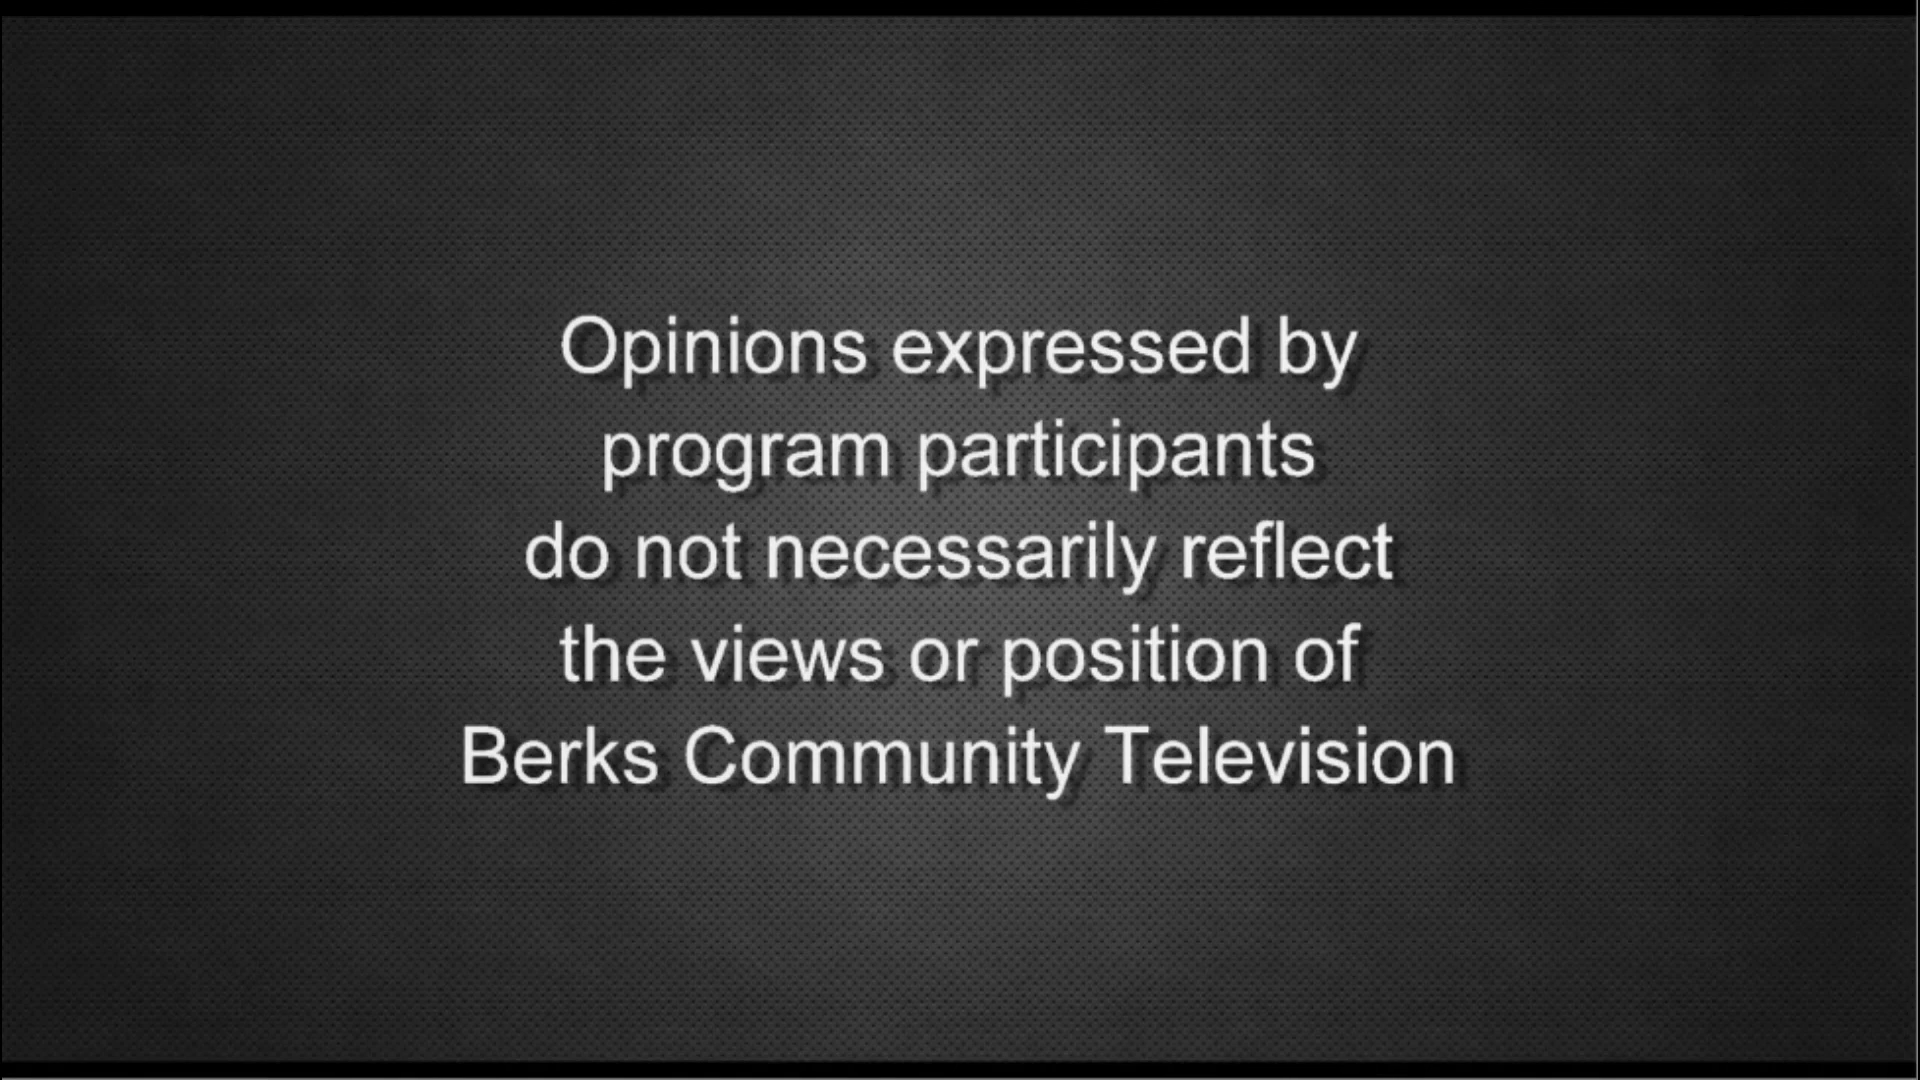 Opinions expressed by
program participants
do not necessarily reflect
the views or position of
Berks Community Television